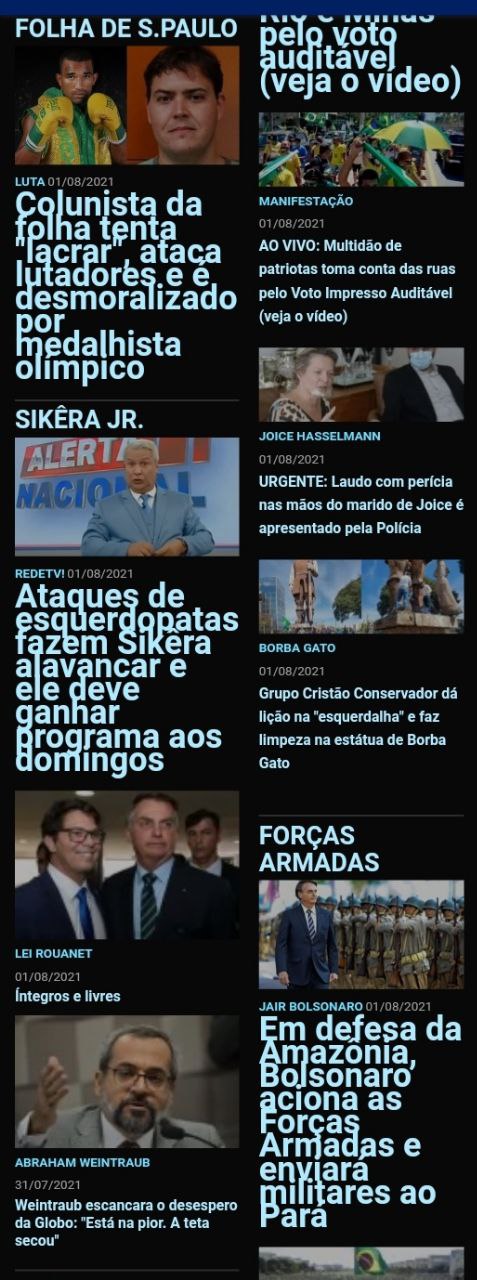 FOLHA DE S.PAULO
LUTA 01/08/2021
Colunista da
folha tenta
"lacrar", ataca
lutadores e é
desmoralizado
por
medalhista
olímpico
SIKÊRA JR.
ALERTA
NACIONAL
REDETV! 01/08/2021
Ataques de
esquerdopatas
fazem Sikêra
alavancar e
ele deve
ganhar
programa aos
domingos
LEI ROUANET
01/08/2021
Íntegros e livres
ABRAHAM WEINTRAUB
31/07/2021
Weintraub escancara o desespero
da Globo: "Está na pior. A teta
secou"
Rio e Minas
pelo voto
auditável
(veja o vídeo)
MANIFESTAÇÃO
01/08/2021
AO VIVO: Multidão de
patriotas toma conta das ruas
pelo Voto Impresso Auditável
(veja o vídeo)
JOICE HASSELMANN
01/08/2021
URGENTE: Laudo com perícia
nas mãos do marido de Joice é
apresentado pela Polícia
BORBA GATO
01/08/2021
Grupo Cristão Conservador dá
lição na "esquerdalha" e faz
limpeza na estátua de Borba
Gato
FORÇAS
ARMADAS
JAIR BOLSONARO 01/08/2021
Em defesa da
Amazônia,
Bolsonaro
aciona as
Forças
Armadas e
enviará
militares ao
Pará